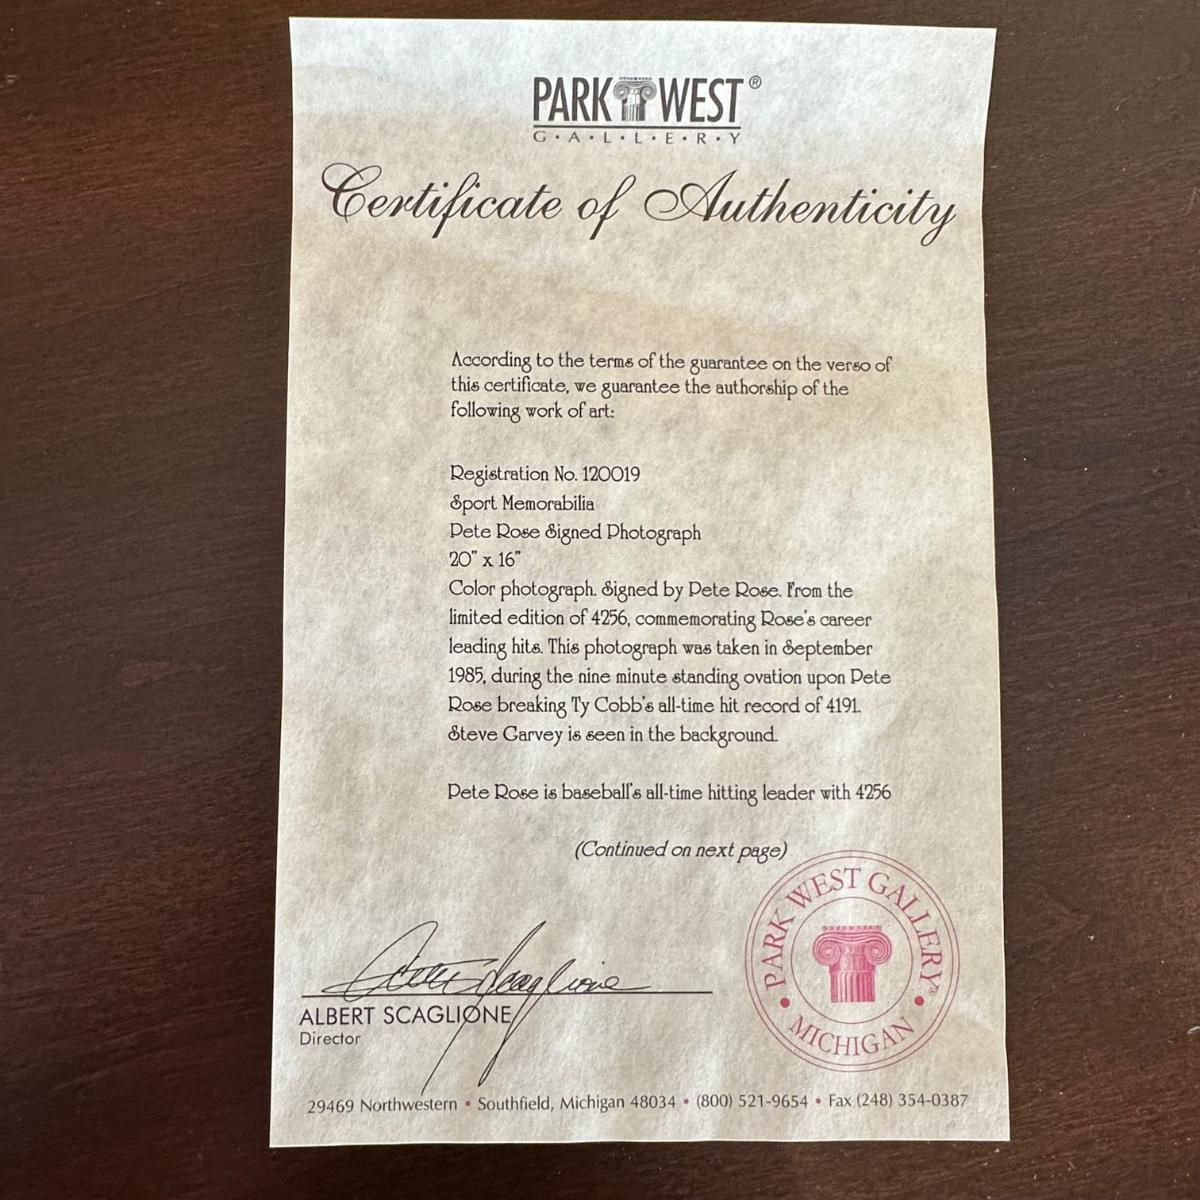 PARK WEST®
G·A·L·L·E·R·Y
Certificate of Authenticity
According to the terms of the guarantee on the verso of
this certificate, we guarantee the authorship of the
following work of art:
Registration No. 120019
Sport Memorabilia
Pete Rose Signed Photograph
20" x 16"
Color photograph. Signed by Pete Rose. From the
limited edition of 4256, commemorating Rose's career
leading hits. This photograph was taken in September
1985, during the nine minute standing ovation upon Pete
Rose breaking Ty Cobb's all-time hit record of 4191.
Steve Garvey is seen in the background.
Pete Rose is baseball's all-time hitting leader with 4256
(Continued on next page)
PARK WEST GALLERY®
• MICHIGAN •
ALBERT SCAGLIONE
Director
29469 Northwestern • Southfield, Michigan 48034 • (800) 521-9654 • Fax (248) 354-0387